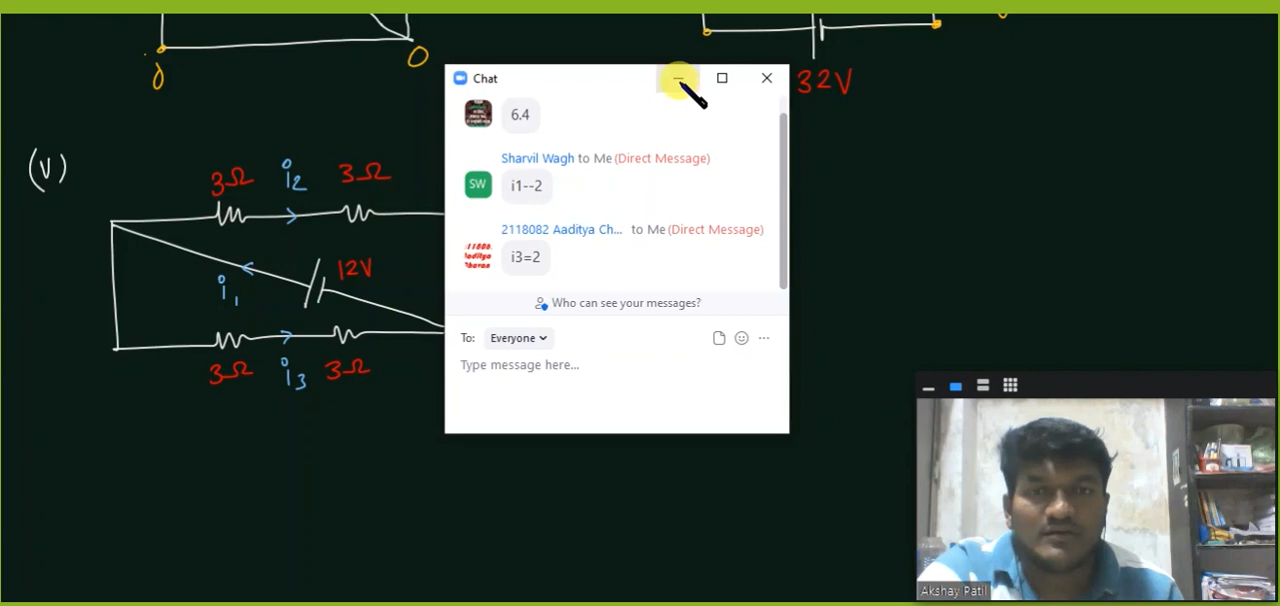 O
32V
(V)
3Ω i2 3Ω
12V
i1
3Ω i3 3Ω
Chat
6.4
Sharvil Wagh to Me (Direct Message)
SW
i1--2
2118082 Aaditya Ch... to Me (Direct Message)
i3=2
Who can see your messages?
To: Everyone
Type message here...
Akshay Patil